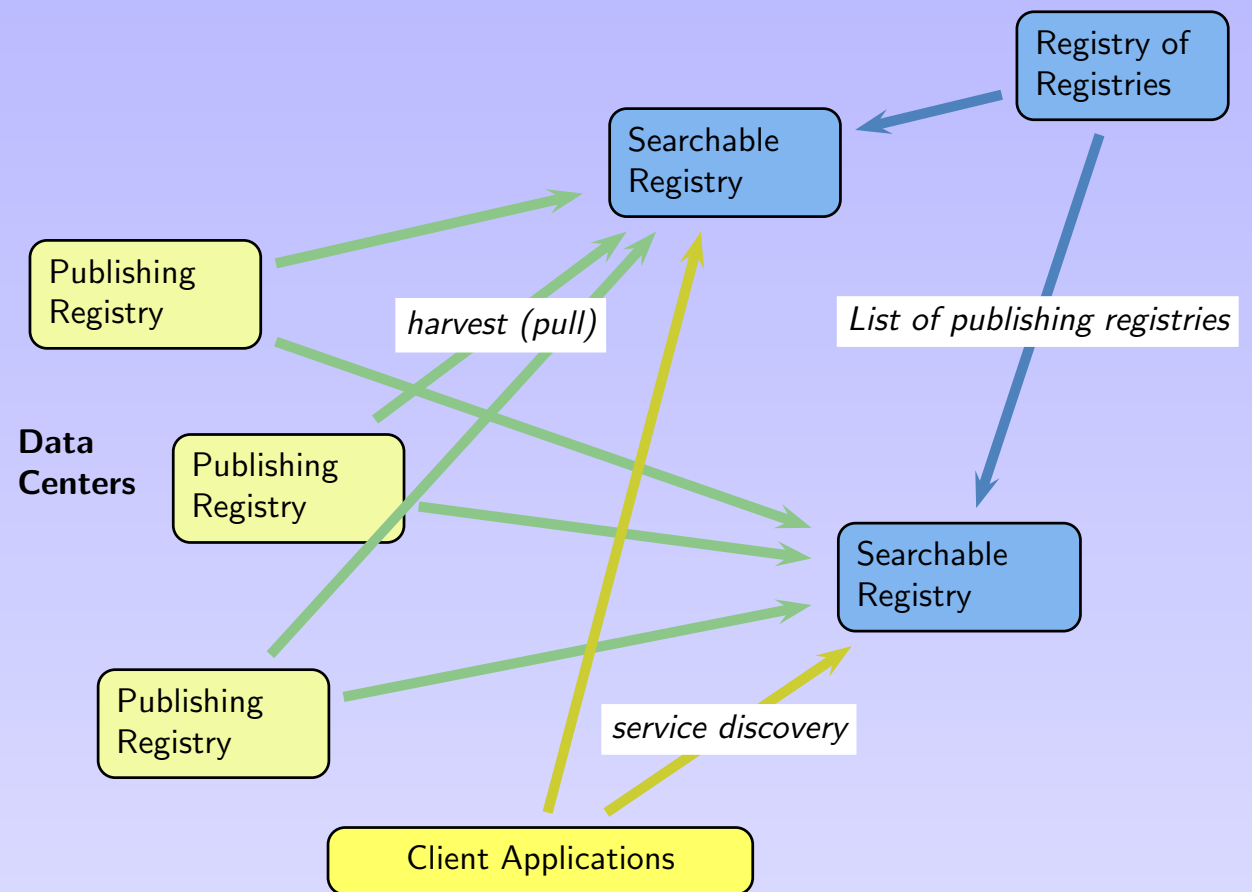 Registry of
Registries
Searchable
Registry
Publishing
Registry
harvest (pull)
List of publishing registries
Data
Centers
Publishing
Registry
Searchable
Registry
Publishing
Registry
service discovery
Client Applications